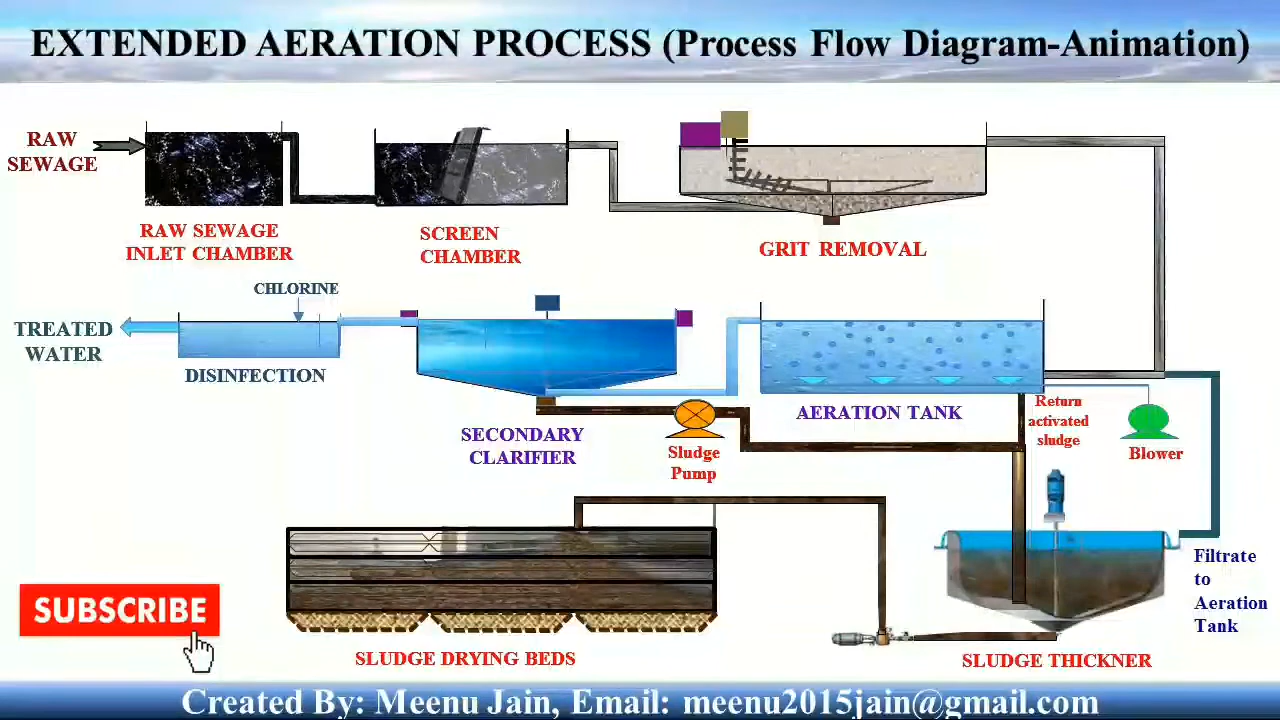 EXTENDED AERATION PROCESS (Process Flow Diagram-Animation)
RAW
SEWAGE
RAW SEWAGE
INLET CHAMBER
SCREEN
CHAMBER
GRIT REMOVAL
CHLORINE
TREATED
WATER
DISINFECTION
SECONDARY
CLARIFIER
Sludge
Pump
AERATION TANK
Return
activated
sludge
Blower
Filtrate
to
Aeration
Tank
SUBSCRIBE
SLUDGE DRYING BEDS
SLUDGE THICKNER
Created By: Meenu Jain, Email: meenu2015jain@gmail.com